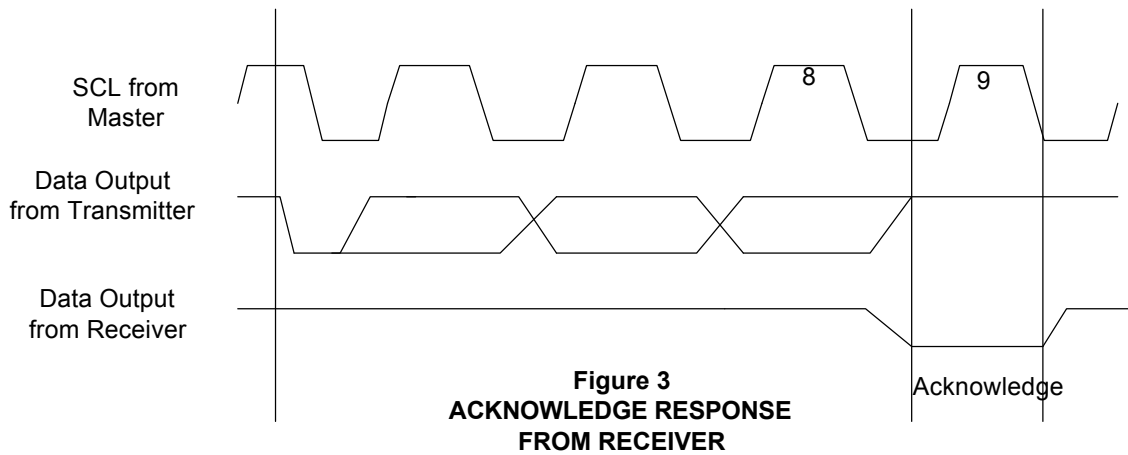 SCL from
Master
8
9
Data Output
from Transmitter
Data Output
from Receiver
Acknowledge
Figure 3
ACKNOWLEDGE RESPONSE
FROM RECEIVER